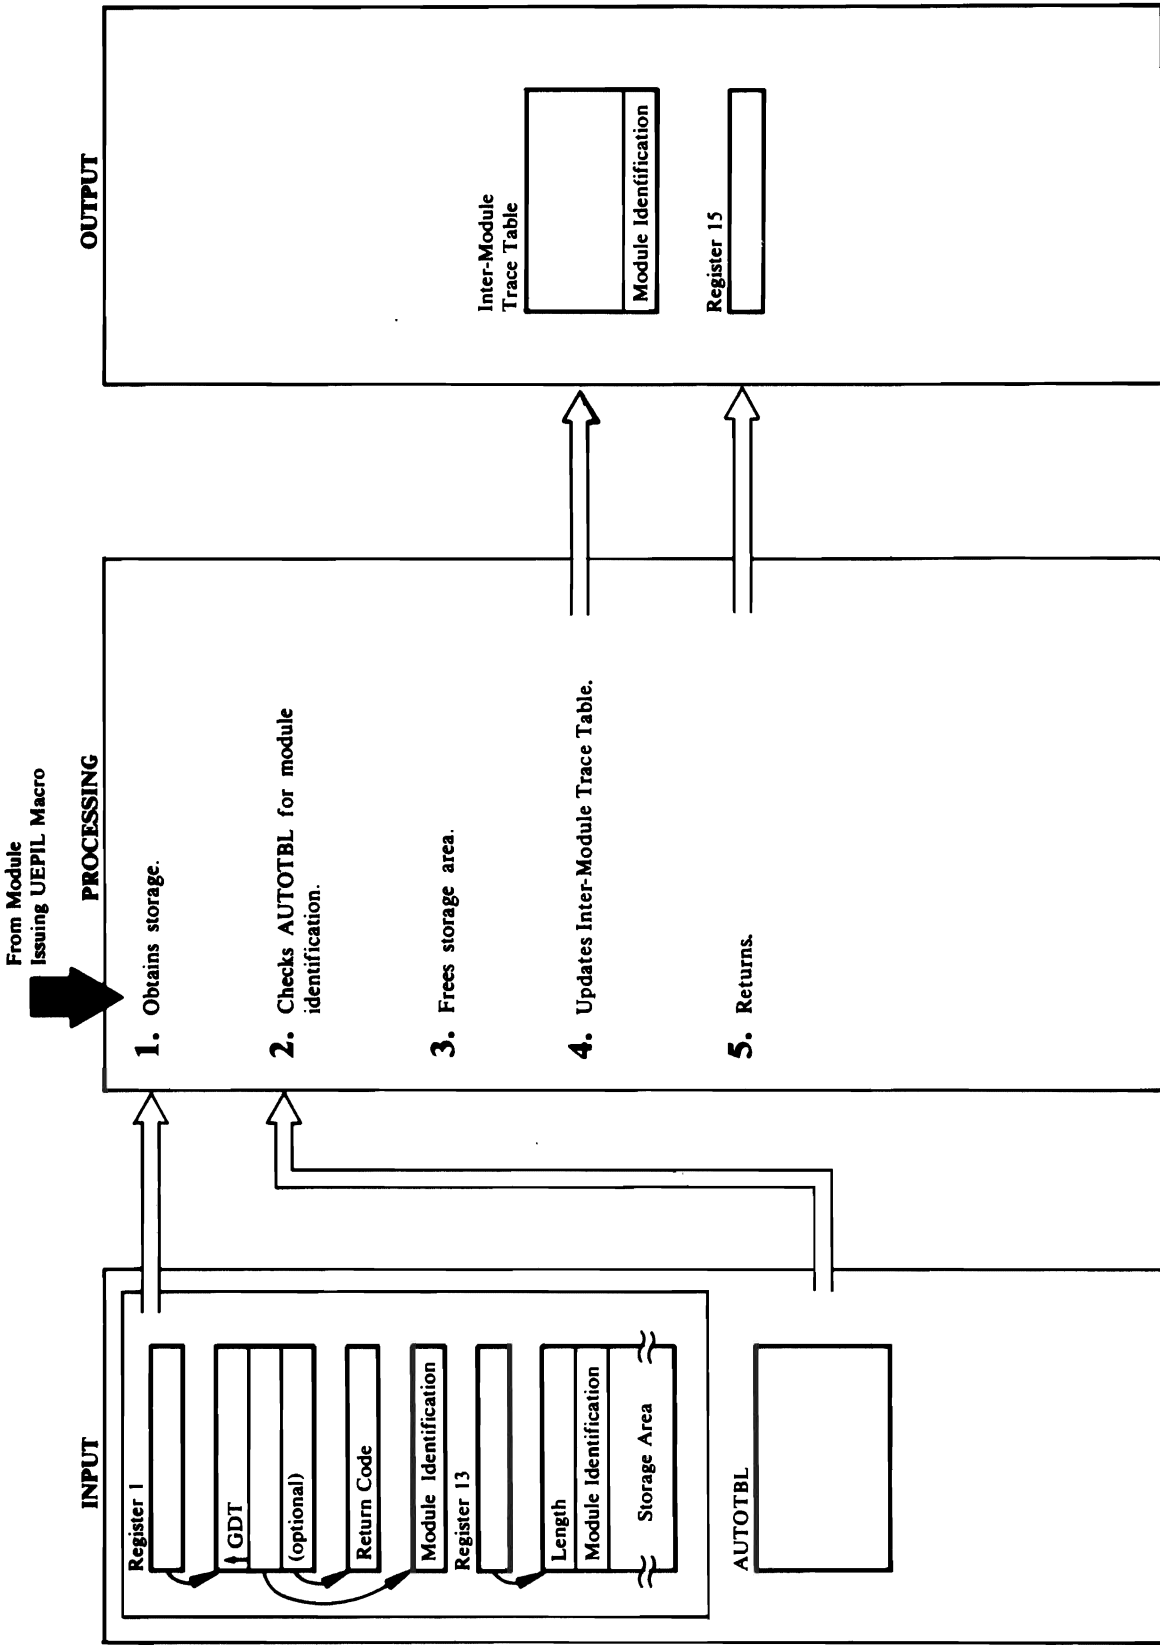 From Module
Issuing UEPIL Macro
INPUT
Register 1
GDT
(optional)
Return Code
Module Identification
Register 13
Length
Module Identification
Storage Area
AUTOTBL
PROCESSING
1. Obtains storage.
2. Checks AUTOTBL for module
identification.
3. Frees storage area.
4. Updates Inter-Module Trace Table.
5. Returns.
OUTPUT
Inter-Module
Trace Table
Module Identification
Register 15